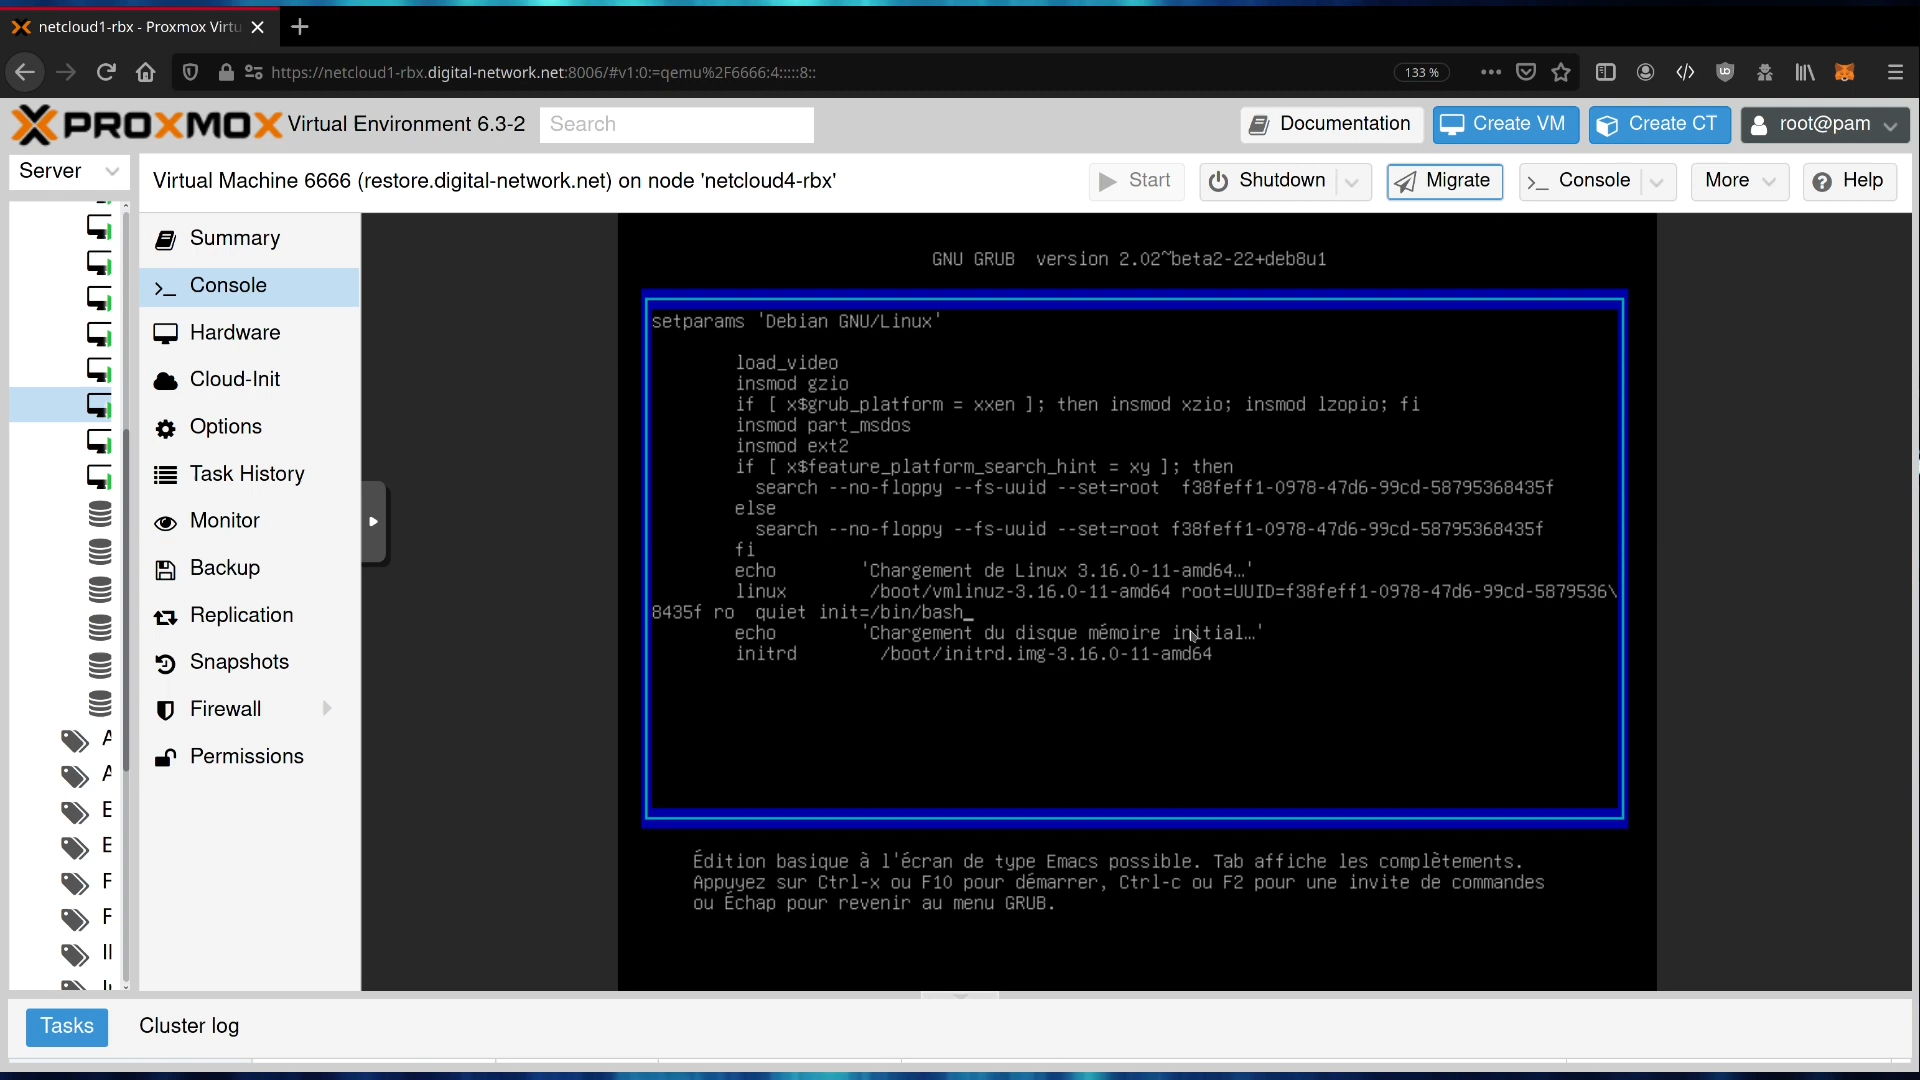 netcloud1-rbx - Proxmox Virtu
https://netcloud1-rbx.digital-network.net:8006/#v1:0:=qemu%2F6666:4:::::8::
133 %
PROXMOX Virtual Environment 6.3-2
Search
Documentation
Create VM
Create CT
root@pam
Server
Virtual Machine 6666 (restore.digital-network.net) on node 'netcloud4-rbx'
Start
Shutdown
Migrate
Console
More
Help
Summary
Console
Hardware
Cloud-Init
Options
Task History
Monitor
Backup
Replication
Snapshots
Firewall
Permissions
A
A
E
E
F
F
GNU GRUB  version 2.02~beta2-22+deb8u1
setparams 'Debian GNU/Linux'
load_video
insmod gzio
if [ x$grub_platform = xxen ]; then insmod xzio; insmod lzopio; fi
insmod part_msdos
insmod ext2
if [ x$feature_platform_search_hint = xy ]; then
search --no-floppy --fs-uuid --set=root  f38feff1-0978-47d6-99cd-58795368435f
else
search --no-floppy --fs-uuid --set=root f38feff1-0978-47d6-99cd-58795368435f
fi
echo 'Chargement de Linux 3.16.0-11-amd64…'
linux /boot/vmlinuz-3.16.0-11-amd64 root=UUID=f38feff1-0978-47d6-99cd-5879536\
8435f ro  quiet init=/bin/bash_
echo 'Chargement du disque mémoire initial…'
initrd /boot/initrd.img-3.16.0-11-amd64
Édition basique à l'écran de type Emacs possible. Tab affiche les complètements.
Appuyez sur Ctrl-x ou F10 pour démarrer, Ctrl-c ou F2 pour une invite de commandes
ou Échap pour revenir au menu GRUB.
Tasks
Cluster log